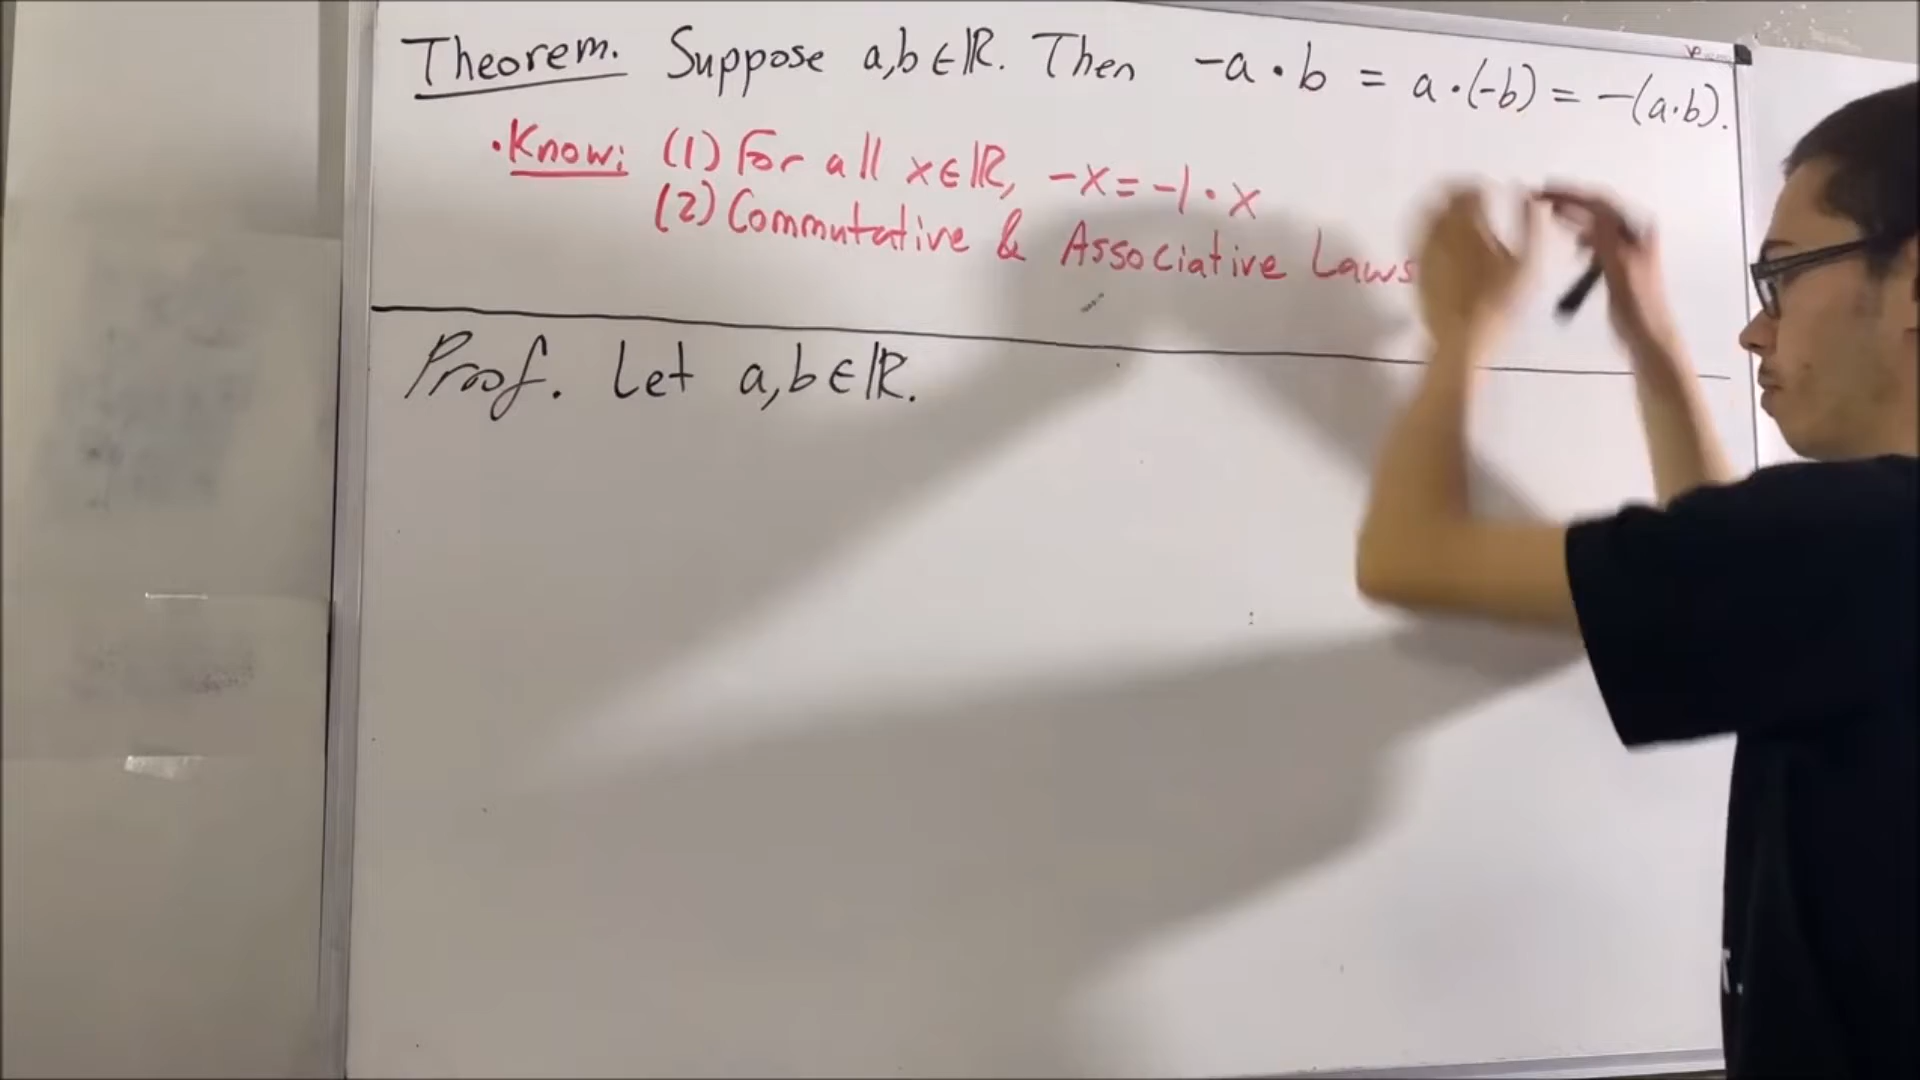 Theorem. Suppose a,b∈ℝ. Then -a·b = a·(-b) = -(a·b).
·Know: (1) For all x∈ℝ, -x=-1·x
(2) Commutative & Associative Laws
Proof. Let a,b∈ℝ.